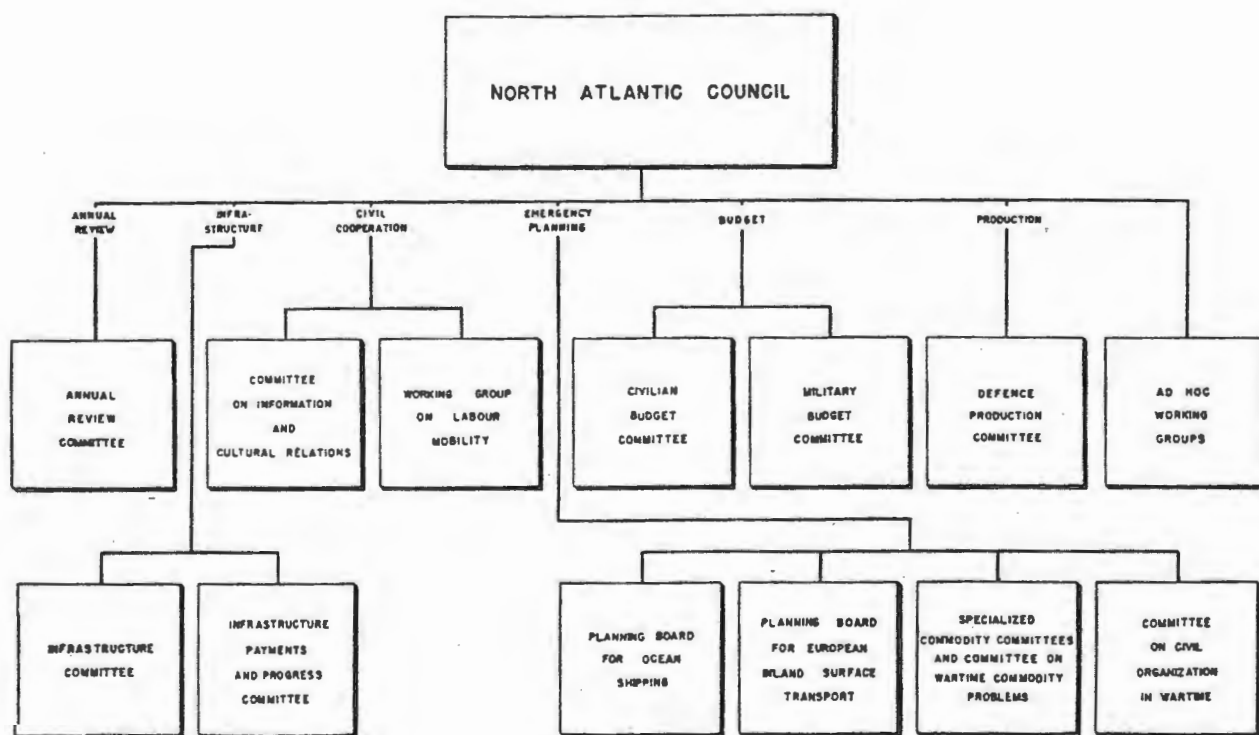 NORTH ATLANTIC COUNCIL
ANNUAL
REVIEW
INFRA-
STRUCTURE
CIVIL
COOPERATION
EMERGENCY
PLANNING
BUDGET
PRODUCTION
ANNUAL
REVIEW
COMMITTEE
COMMITTEE
ON INFORMATION
AND
CULTURAL RELATIONS
WORKING GROUP
ON LABOUR
MOBILITY
CIVILIAN
BUDGET
COMMITTEE
MILITARY
BUDGET
COMMITTEE
DEFENCE
PRODUCTION
COMMITTEE
AD HOC
WORKING
GROUPS
INFRASTRUCTURE
COMMITTEE
INFRASTRUCTURE
PAYMENTS
AND PROGRESS
COMMITTEE
PLANNING BOARD
FOR OCEAN
SHIPPING
PLANNING BOARD
FOR EUROPEAN
INLAND SURFACE
TRANSPORT
SPECIALIZED
COMMODITY COMMITTEES
AND COMMITTEE ON
WARTIME COMMODITY
PROBLEMS
COMMITTEE
ON CIVIL
ORGANIZATION
IN WARTIME